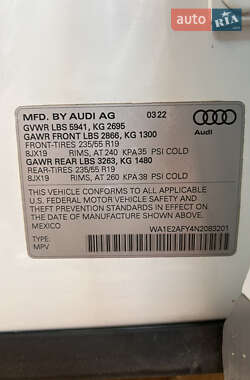 AUTO.RIA
MFD. BY AUDI AG 03 22
GVWR LBS 5941, KG 2695
GAWR FRONT LBS 2866, KG 1300
FRONT-TIRES 235/55 R19
8JX19 RIMS, AT 240 KPA 35 PSI COLD
GAWR REAR LBS 3263, KG 1480
REAR-TIRES 235/55 R19
8JX19 RIMS, AT 260 KPA 38 PSI COLD
Audi
THIS VEHICLE CONFORMS TO ALL APPLICABLE
U.S. FEDERAL MOTOR VEHICLE SAFETY
AND THEFT PREVENTION STANDARDS IN EFFECT
ON THE DATE OF MANUFACTURE SHOWN ABOVE.
MEXICO
WA1E2AFY4N2083201
TYPE:
MPV